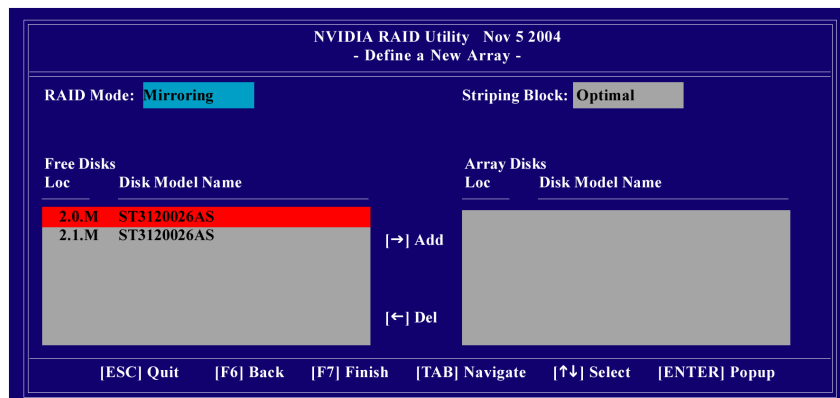 NVIDIA RAID Utility Nov 5 2004
- Define a New Array -
RAID Mode: Mirroring Striping Block: Optimal
Free Disks Array Disks
Loc Disk Model Name Loc Disk Model Name
2.0.M ST3120026AS
2.1.M ST3120026AS
[→] Add
[←] Del
[ESC] Quit [F6] Back [F7] Finish [TAB] Navigate [↑↓] Select [ENTER] Popup